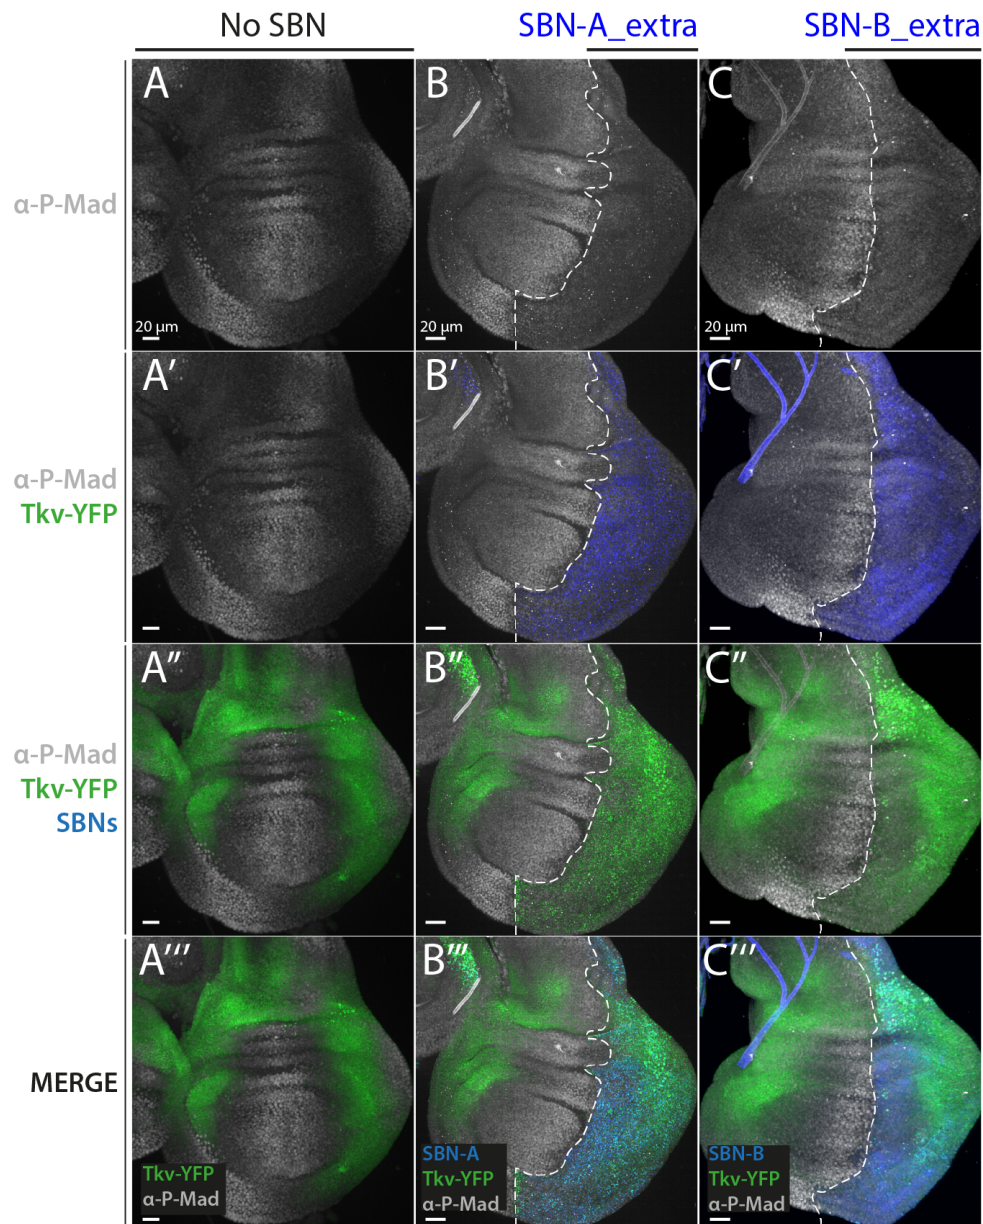 No SBN SBN-A_extra SBN-B_extra
A B C
α-P-Mad
20 µm 20 µm 20 µm
A′ B′ C′
α-P-Mad
Tkv-YFP
A″ B″ C″
α-P-Mad
Tkv-YFP
SBNs
A‴ B‴ C‴
MERGE
SBN-A SBN-B
Tkv-YFP Tkv-YFP Tkv-YFP
α-P-Mad α-P-Mad α-P-Mad